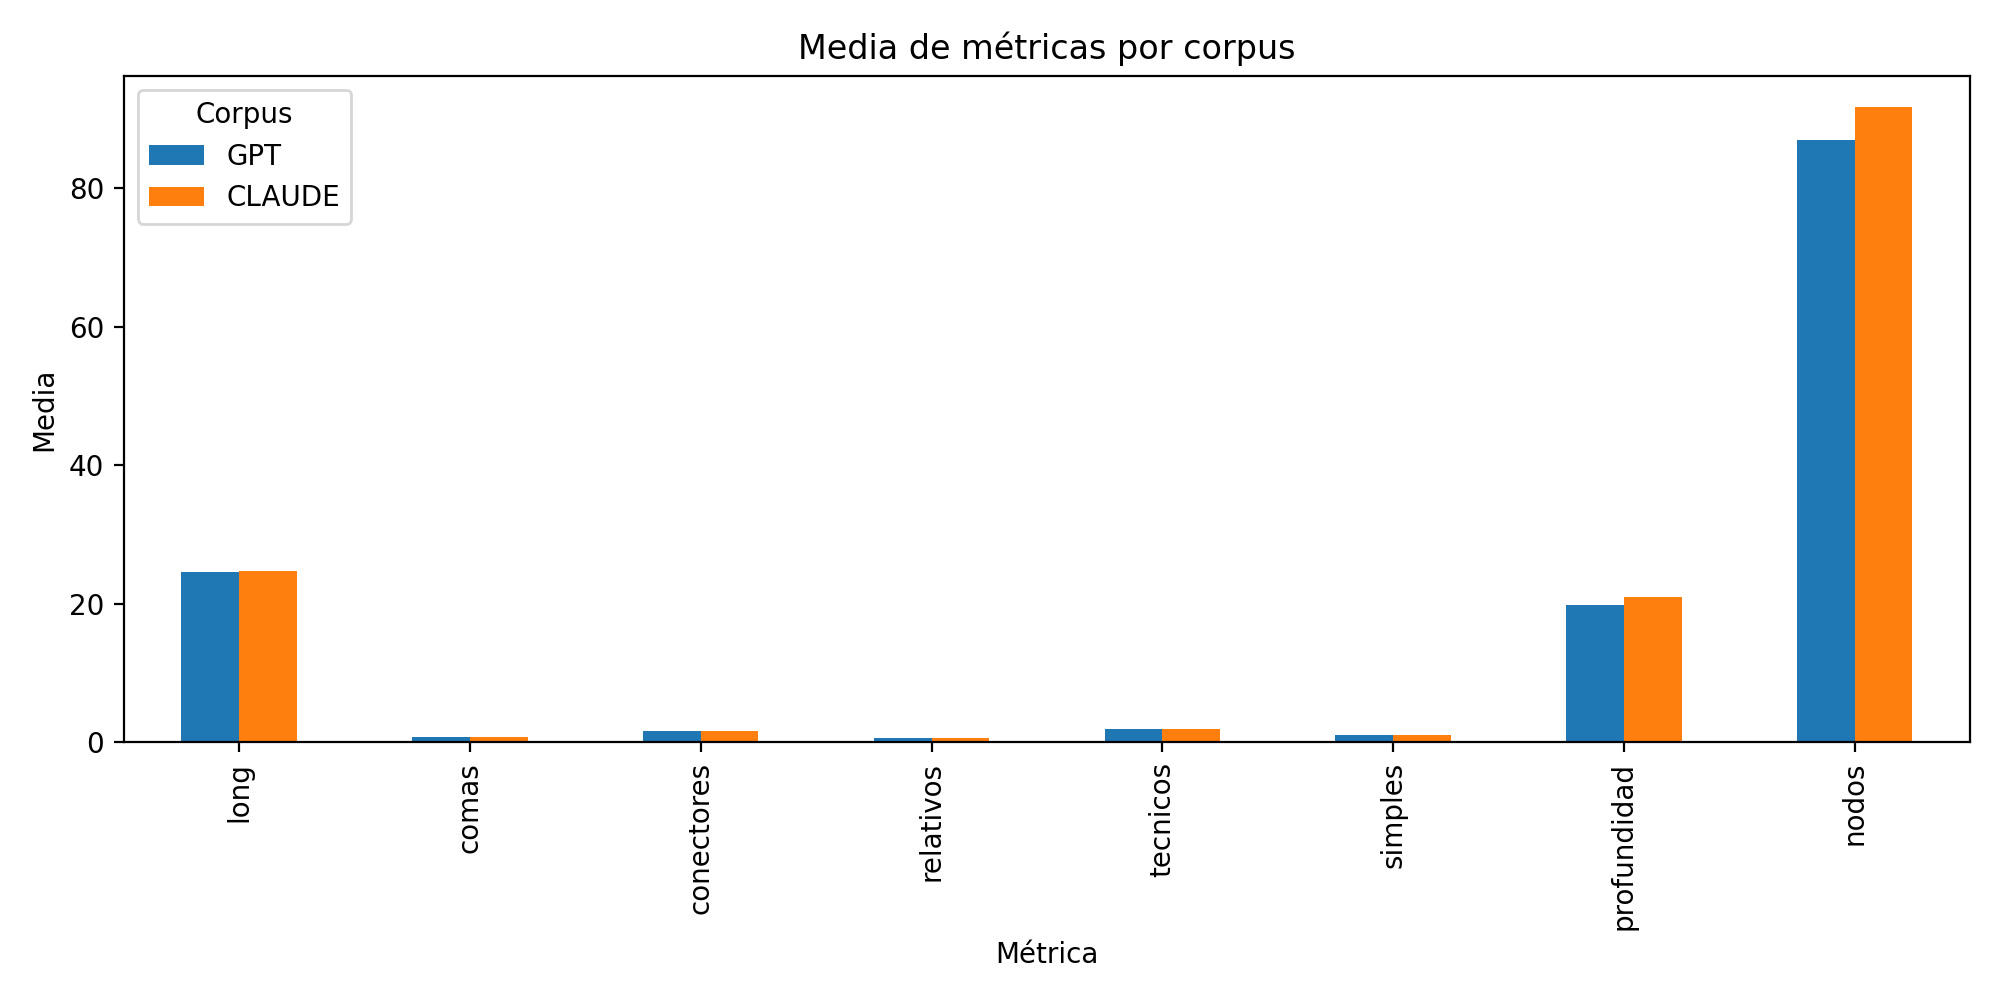 Media de métricas por corpus
Corpus
GPT
CLAUDE
Media
80
60
40
20
0
long
comas
conectores
relativos
tecnicos
simples
profundidad
nodos
Métrica